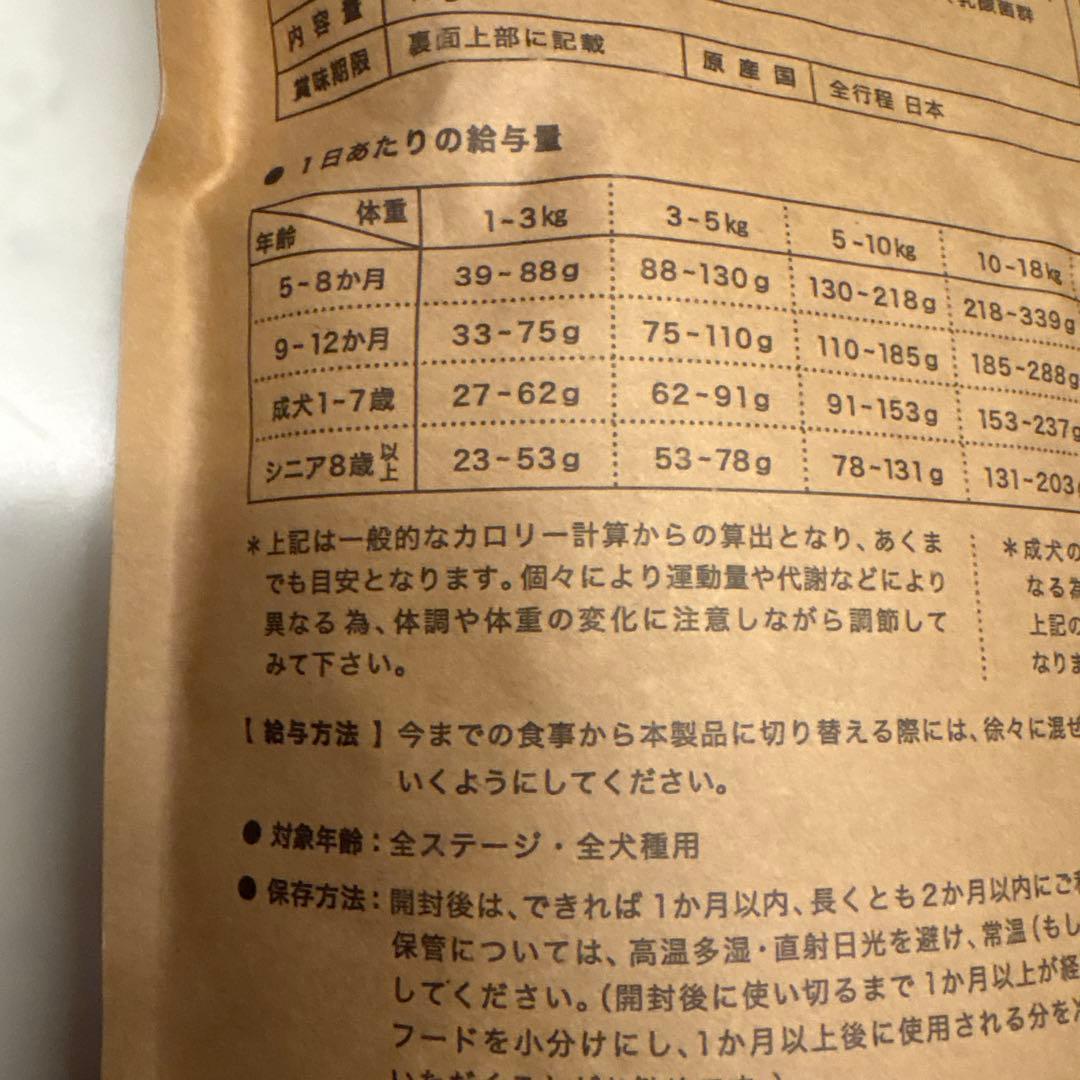 乳酸菌群
内容量
賞味期限 裏面上部に記載 原産国 全行程 日本
● 1日あたりの給与量
体重 年齢 1-3kg 3-5kg 5-10kg 10-18kg
5-8か月 39-88g 88-130g 130-218g 218-339g
9-12か月 33-75g 75-110g 110-185g 185-288g
成犬1-7歳 27-62g 62-91g 91-153g 153-237g
シニア8歳以上 23-53g 53-78g 78-131g 131-203
*上記は一般的なカロリー計算からの算出となり、あくま
でも目安となります。個々により運動量や代謝などにより
異なる為、体調や体重の変化に注意しながら調節して
みて下さい。
*成犬の
なる為
上記の
なりま
【 給与方法 】 今までの食事から本製品に切り替える際には、徐々に混ぜ
いくようにしてください。
● 対象年齢：全ステージ・全犬種用
● 保存方法：開封後は、できれば1か月以内、長くとも2か月以内にご
保管については、高温多湿・直射日光を避け、常温（もし
してください。（開封後に使い切るまで1か月以上が経
フードを小分けにし、1か月以上後に使用される分を